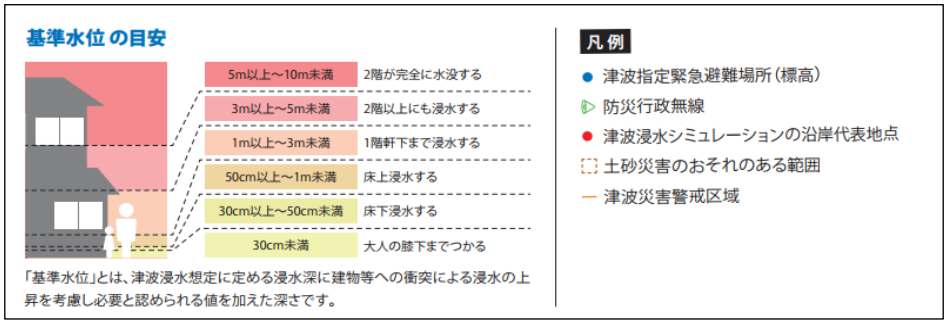 基準水位の目安
5m以上～10m未満 2階が完全に水没する
3m以上～5m未満 2階以上にも浸水する
1m以上～3m未満 1階軒下まで浸水する
50cm以上～1m未満 床上浸水する
30cm以上～50cm未満 床下浸水する
30cm未満 大人の膝下までつかる
「基準水位」とは、津波浸水想定に定める浸水深に建物等への衝突による浸水の上
昇を考慮し必要と認められる値を加えた深さです。
凡例
津波指定緊急避難場所（標高）
防災行政無線
津波浸水シミュレーションの沿岸代表地点
土砂災害のおそれのある範囲
津波災害警戒区域